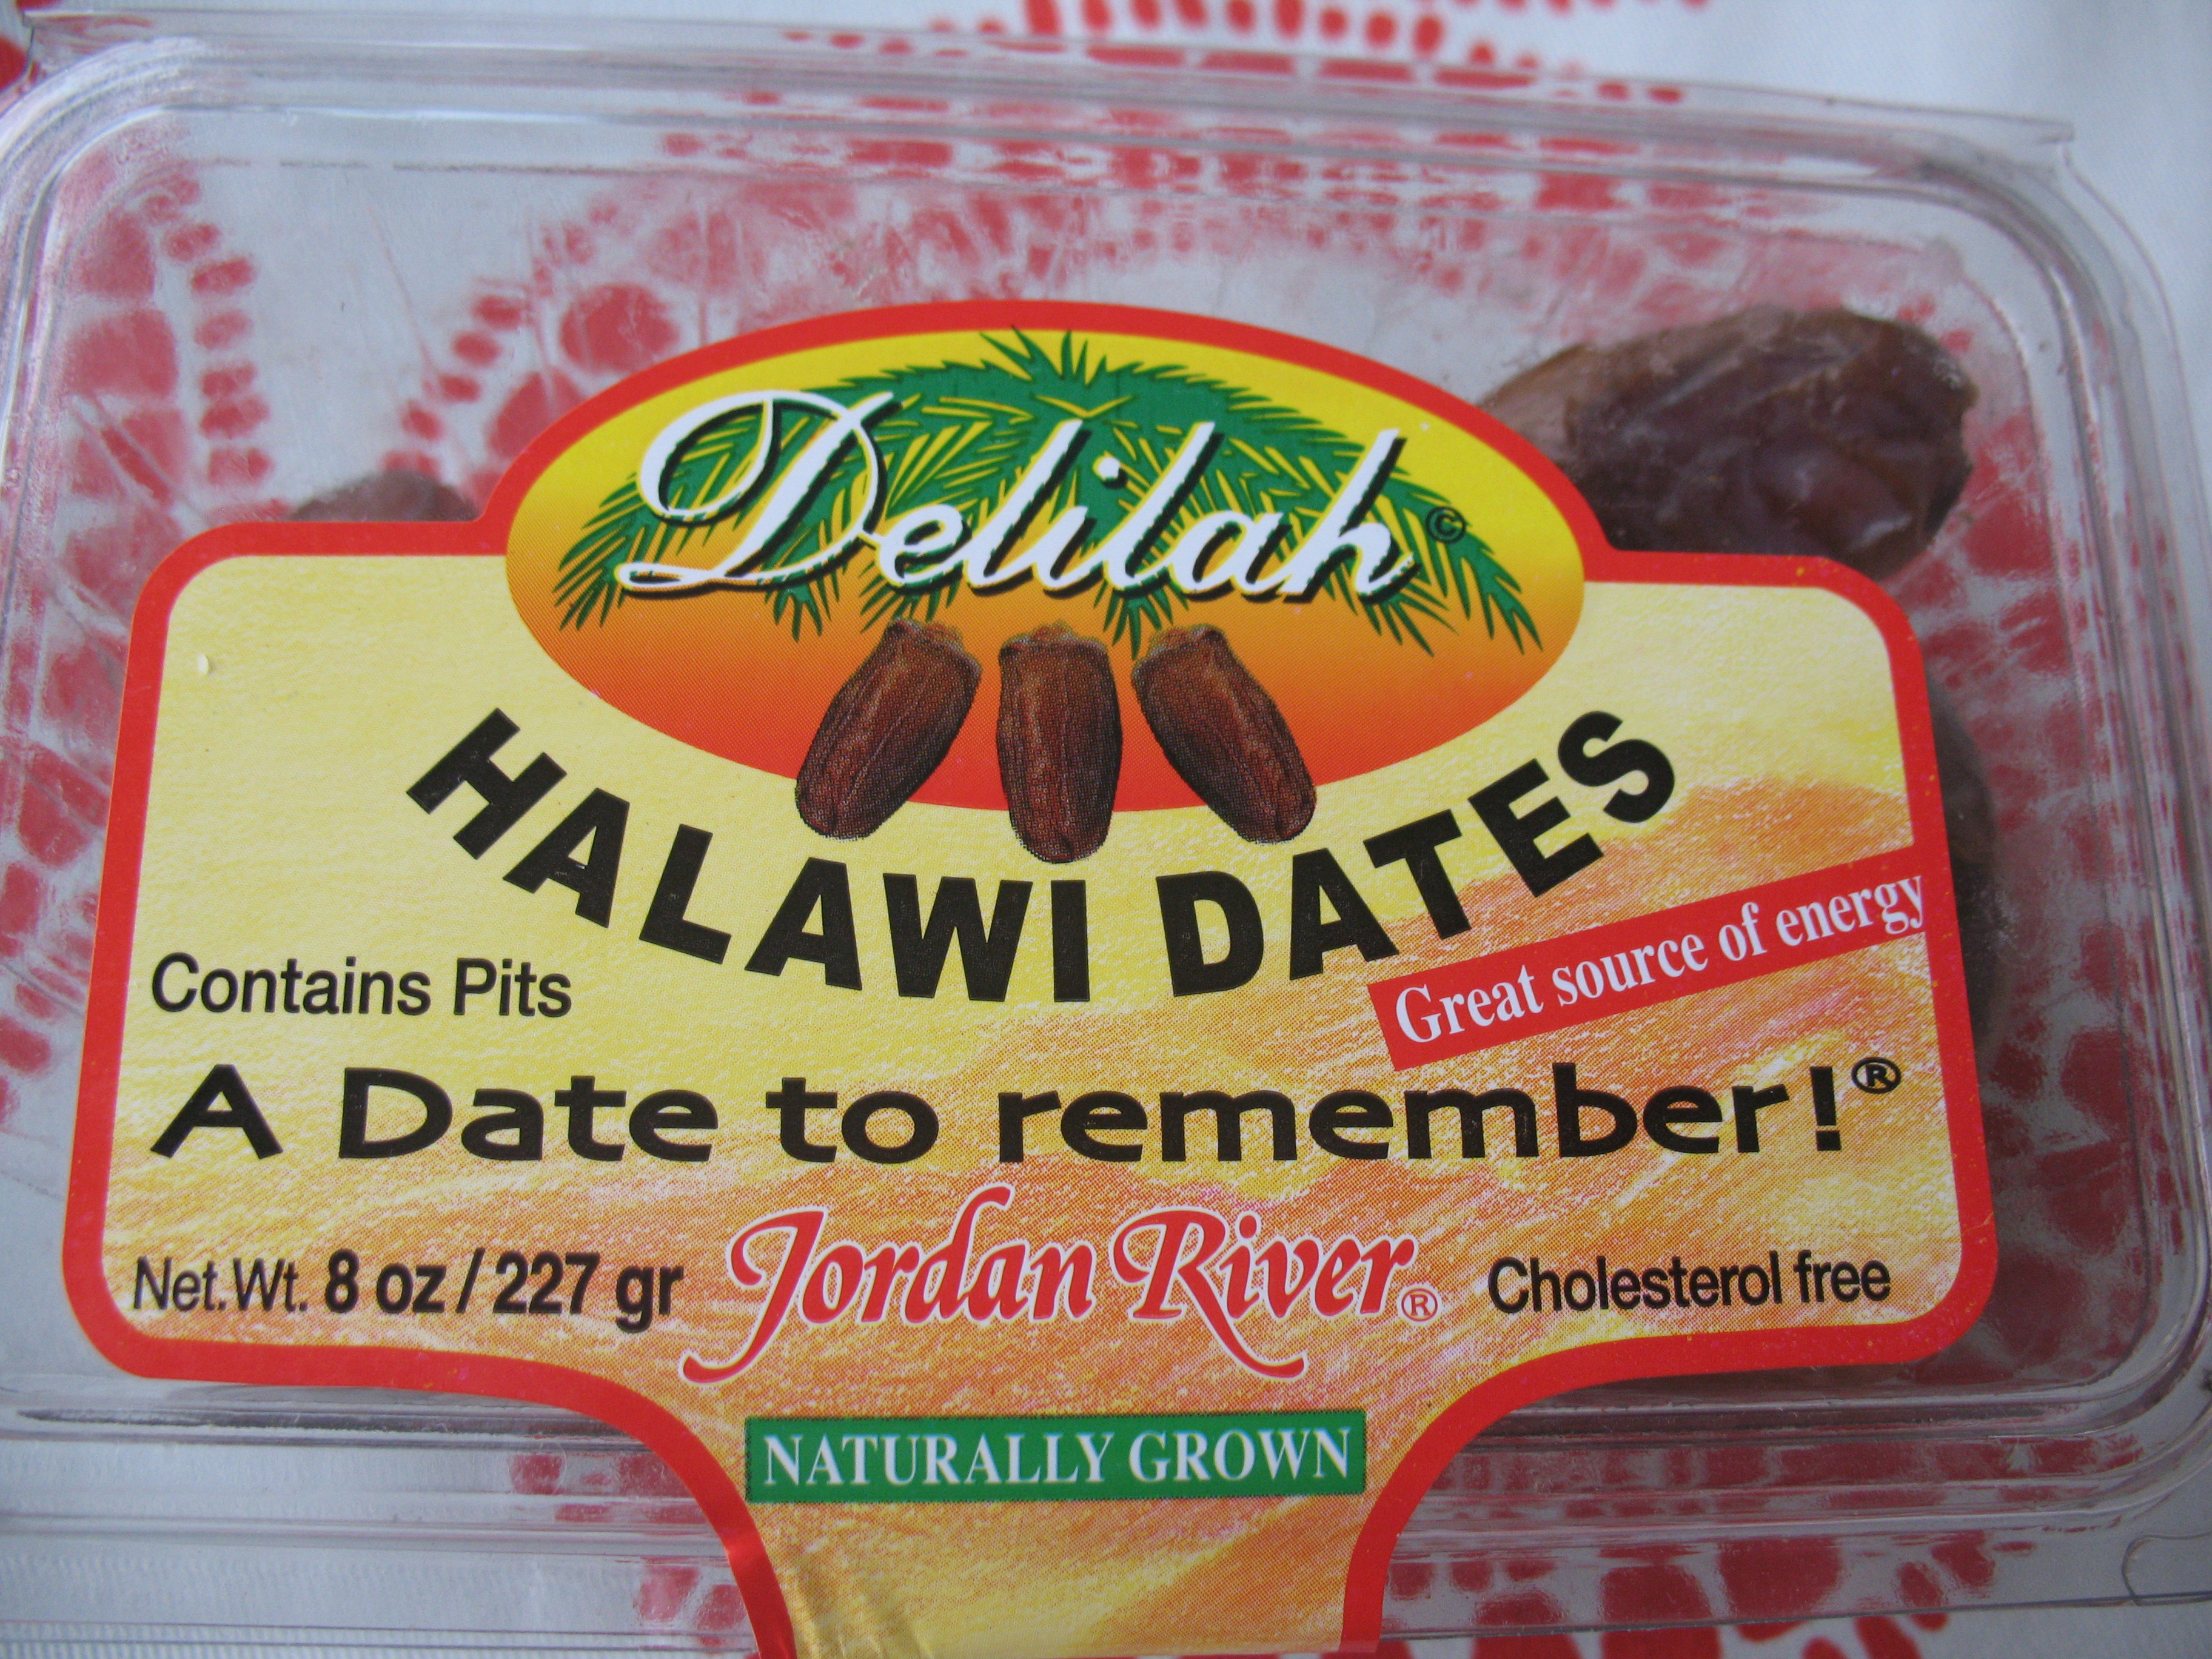 Delilah©
HALAWI DATES
Great source of energy
Contains Pits
A Date to remember!®
Net.Wt. 8 oz / 227 gr
Jordan River®
Cholesterol free
NATURALLY GROWN